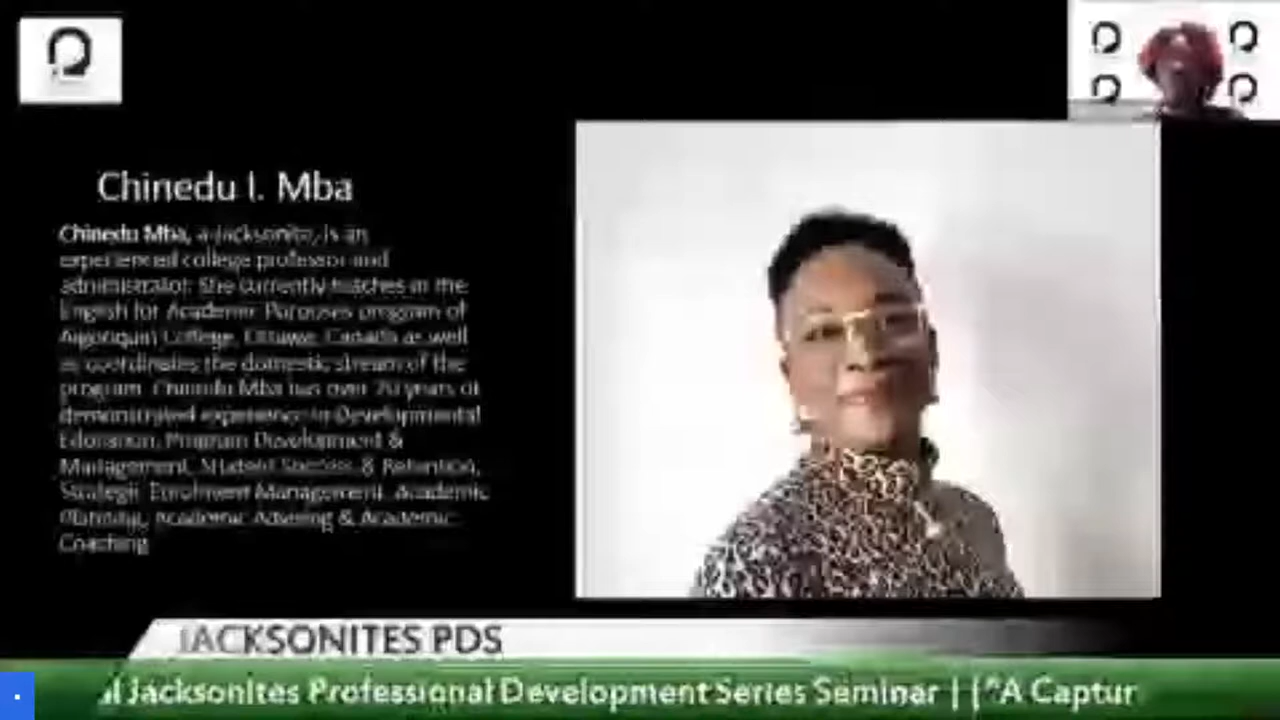 Chinedu I. Mba
Chinedu Mba, a Jacksonite, is an
experienced college professor and
administrator. She currently teaches in the
English for Academic Purposes program of
Algonquin College, Ottawa, Canada as well
as coordinates the domestic stream of the
program. Chinedu Mba has over 20 years of
demonstrated experience in Developmental
Education, Program Development &
Management, Student Success & Retention,
Strategic Enrolment Management, Academic
Planning, Academic Advising & Academic
Coaching
JACKSONITES PDS
al Jacksonites Professional Development Series Seminar | | "A Captur